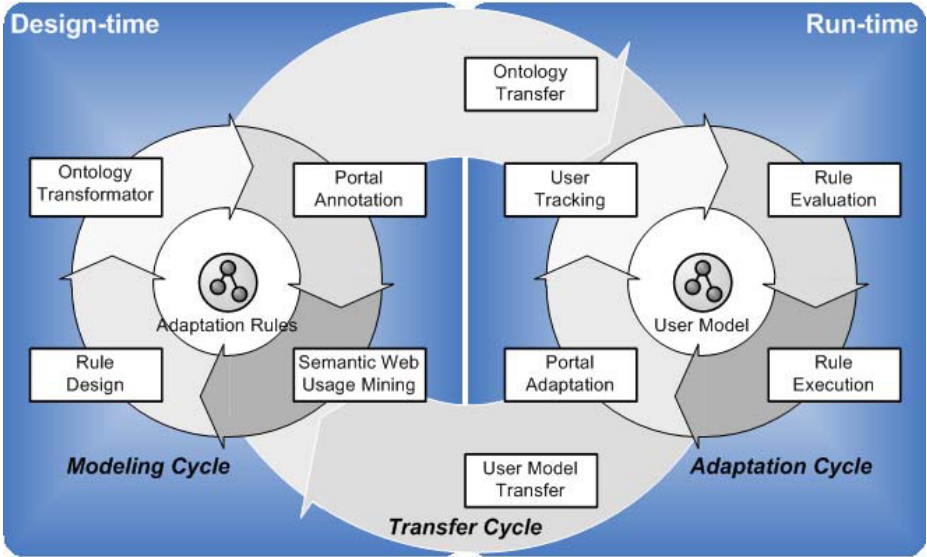 Design-time
Run-time
Ontology
Transfer
Ontology
Transformator
Portal
Annotation
User
Tracking
Rule
Evaluation
Adaptation Rules
User Model
Rule
Design
Semantic Web
Usage Mining
Portal
Adaptation
Rule
Execution
Modeling Cycle
User Model
Transfer
Adaptation Cycle
Transfer Cycle